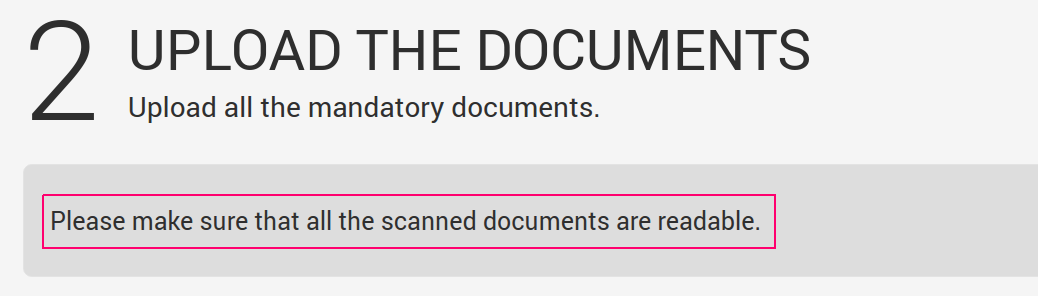 2 UPLOAD THE DOCUMENTS
Upload all the mandatory documents.
Please make sure that all the scanned documents are readable.